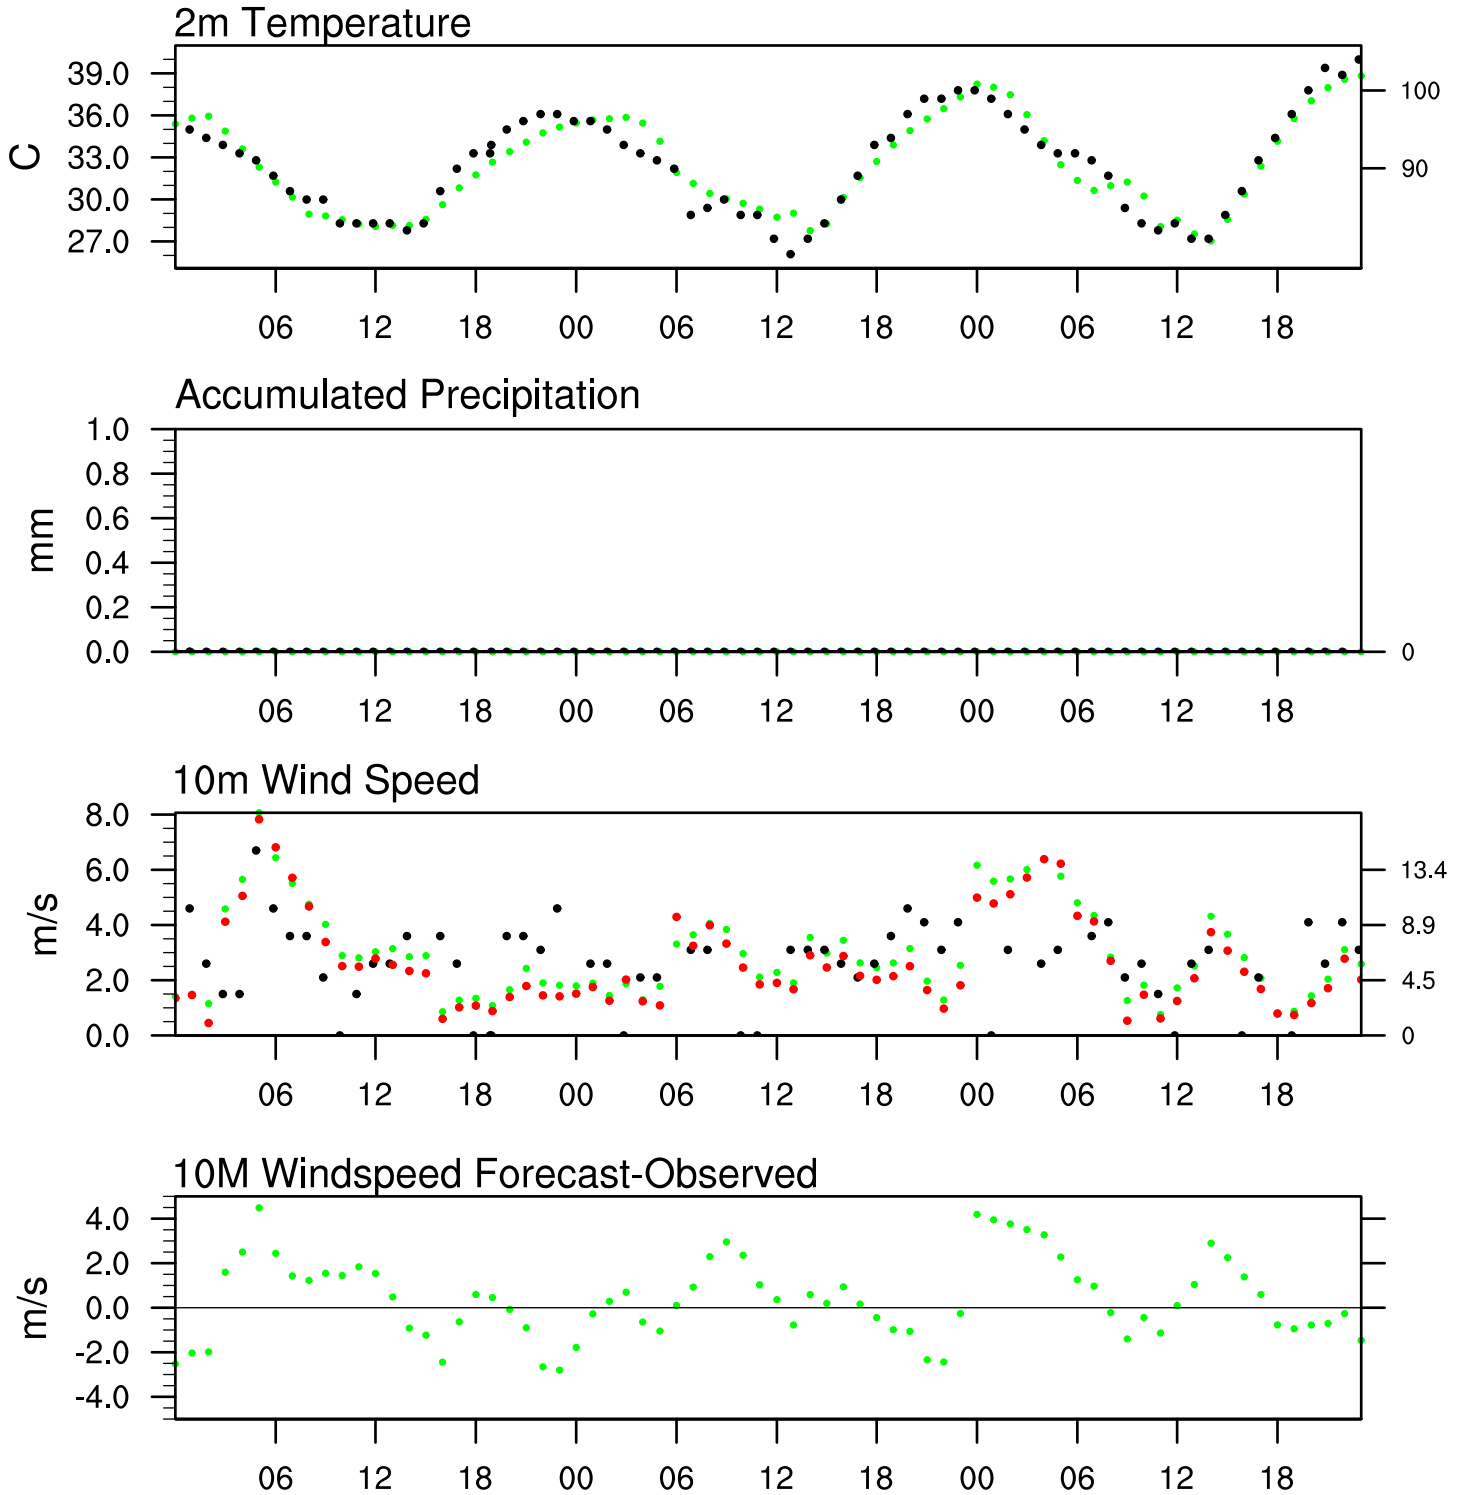 2m Temperature
39.0
36.0
33.0
30.0
27.0
C
100
90
06 12 18 00 06 12 18 00 06 12 18
Accumulated Precipitation
1.0
0.8
0.6
0.4
0.2
0.0
mm
0
06 12 18 00 06 12 18 00 06 12 18
10m Wind Speed
8.0
6.0
4.0
2.0
0.0
m/s
13.4
8.9
4.5
0
06 12 18 00 06 12 18 00 06 12 18
10M Windspeed Forecast-Observed
4.0
2.0
0.0
-2.0
-4.0
m/s
06 12 18 00 06 12 18 00 06 12 18